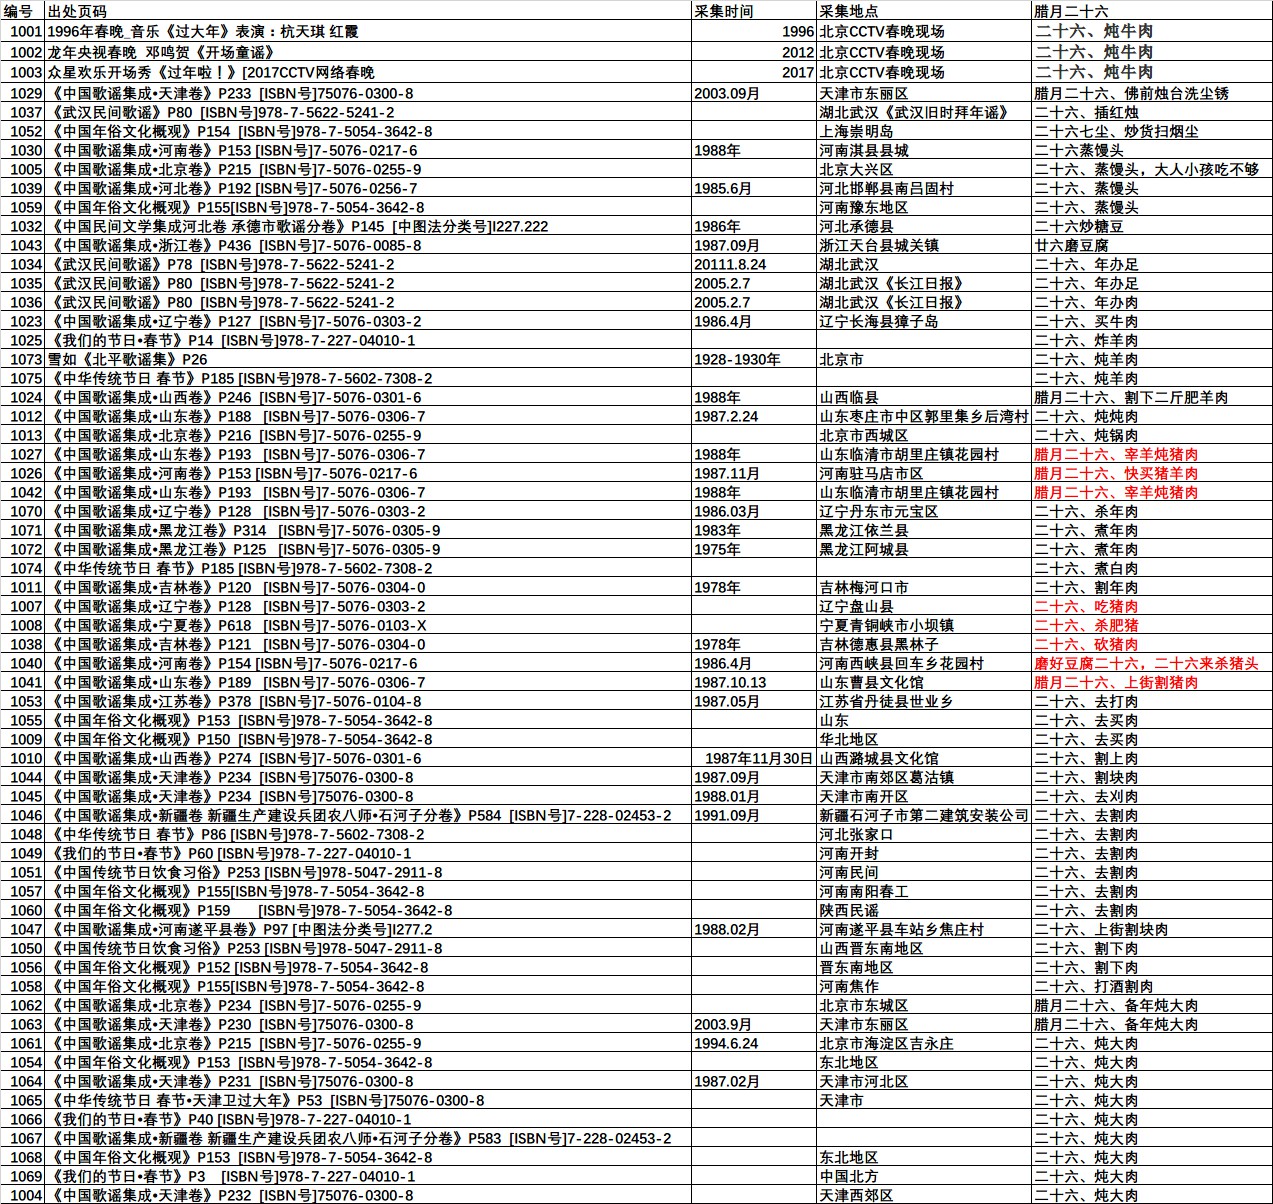 编号 出处页码 采集时间 采集地点 腊月二十六
1001 1996年春晚_音乐《过大年》表演：杭天琪 红霞 1996 北京CCTV春晚现场 二十六、炖牛肉
1002 龙年央视春晚 邓鸣贺《开场童谣》 2012 北京CCTV春晚现场 二十六、炖牛肉
1003 众星欢乐开场秀《过年啦！》[2017CCTV网络春晚 2017 北京CCTV春晚现场 二十六、炖牛肉
1029 《中国歌谣集成•天津卷》P233 [ISBN号]75076-0300-8 2003.09月 天津市东丽区 腊月二十六、佛前烛台洗尘锈
1037 《武汉民间歌谣》P80 [ISBN号]978-7-5622-5241-2 湖北武汉《武汉旧时拜年谣》 二十六、插红烛
1052 《中国年俗文化概观》P154 [ISBN号]978-7-5054-3642-8 上海崇明岛 二十六七尘、炒货扫烟尘
1030 《中国歌谣集成•河南卷》P153 [ISBN号]7-5076-0217-6 1988年 河南淇县县城 二十六蒸馒头
1005 《中国歌谣集成•北京卷》P215 [ISBN号]7-5076-0255-9 北京大兴区 二十六、蒸馒头，大人小孩吃不够
1039 《中国歌谣集成•河北卷》P192 [ISBN号]7-5076-0256-7 1985.6月 河北邯郸县南吕固村 二十六、蒸馒头
1059 《中国年俗文化概观》P155[ISBN号]978-7-5054-3642-8 河南豫东地区 二十六、蒸馒头
1032 《中国民间文学集成河北卷 承德市歌谣分卷》P145 [中图法分类号]I227.222 1986年 河北承德县 二十六炒糖豆
1043 《中国歌谣集成•浙江卷》P436 [ISBN号]7-5076-0085-8 1987.09月 浙江天台县城关镇 廿六磨豆腐
1034 《武汉民间歌谣》P78 [ISBN号]978-7-5622-5241-2 20111.8.24 湖北武汉 二十六、年办足
1035 《武汉民间歌谣》P80 [ISBN号]978-7-5622-5241-2 2005.2.7 湖北武汉《长江日报》 二十六、年办足
1036 《武汉民间歌谣》P80 [ISBN号]978-7-5622-5241-2 2005.2.7 湖北武汉《长江日报》 二十六、年办肉
1023 《中国歌谣集成•辽宁卷》P127 [ISBN号]7-5076-0303-2 1986.4月 辽宁长海县獐子岛 二十六、买牛肉
1025 《我们的节日•春节》P14 [ISBN号]978-7-227-04010-1 二十六、炸羊肉
1073 雪如《北平歌谣集》P26 1928-1930年 北京市 二十六、炖羊肉
1075 《中华传统节日 春节》P185 [ISBN号]978-7-5602-7308-2 二十六、炖羊肉
1024 《中国歌谣集成•山西卷》P246 [ISBN号]7-5076-0301-6 1988年 山西临县 腊月二十六、割下二斤肥羊肉
1012 《中国歌谣集成•山东卷》P188 [ISBN号]7-5076-0306-7 1987.2.24 山东枣庄市中区郭里集乡后湾村 二十六、炖炖肉
1013 《中国歌谣集成•北京卷》P216 [ISBN号]7-5076-0255-9 北京市西城区 二十六、炖锅肉
1027 《中国歌谣集成•山东卷》P193 [ISBN号]7-5076-0306-7 1988年 山东临清市胡里庄镇花园村 腊月二十六、宰羊炖猪肉
1026 《中国歌谣集成•河南卷》P153 [ISBN号]7-5076-0217-6 1987.11月 河南驻马店市区 腊月二十六、快买猪羊肉
1042 《中国歌谣集成•山东卷》P193 [ISBN号]7-5076-0306-7 1988年 山东临清市胡里庄镇花园村 腊月二十六、宰羊炖猪肉
1070 《中国歌谣集成•辽宁卷》P128 [ISBN号]7-5076-0303-2 1986.03月 辽宁丹东市元宝区 二十六、杀年肉
1071 《中国歌谣集成•黑龙江卷》P314 [ISBN号]7-5076-0305-9 1983年 黑龙江依兰县 二十六、煮年肉
1072 《中国歌谣集成•黑龙江卷》P125 [ISBN号]7-5076-0305-9 1975年 黑龙江阿城县 二十六、煮年肉
1074 《中华传统节日 春节》P185 [ISBN号]978-7-5602-7308-2 二十六、煮白肉
1011 《中国歌谣集成•吉林卷》P120 [ISBN号]7-5076-0304-0 1978年 吉林梅河口市 二十六、割年肉
1007 《中国歌谣集成•辽宁卷》P128 [ISBN号]7-5076-0303-2 辽宁盘山县 二十六、吃猪肉
1008 《中国歌谣集成•宁夏卷》P618 [ISBN号]7-5076-0103-X 宁夏青铜峡市小坝镇 二十六、杀肥猪
1038 《中国歌谣集成•吉林卷》P121 [ISBN号]7-5076-0304-0 1978年 吉林德惠县黑林子 二十六、砍猪肉
1040 《中国歌谣集成•河南卷》P154 [ISBN号]7-5076-0217-6 1986.4月 河南西峡县回车乡花园村 磨好豆腐二十六，二十六来杀猪头
1041 《中国歌谣集成•山东卷》P189 [ISBN号]7-5076-0306-7 1987.10.13 山东曹县文化馆 腊月二十六、上街割猪肉
1053 《中国歌谣集成•江苏卷》P378 [ISBN号]7-5076-0104-8 1987.05月 江苏省丹徒县世业乡 二十六、去打肉
1055 《中国年俗文化概观》P153 [ISBN号]978-7-5054-3642-8 山东 二十六、去买肉
1009 《中国年俗文化概观》P150 [ISBN号]978-7-5054-3642-8 华北地区 二十六、去买肉
1010 《中国歌谣集成•山西卷》P274 [ISBN号]7-5076-0301-6 1987年11月30日 山西潞城县文化馆 二十六、割上肉
1044 《中国歌谣集成•天津卷》P234 [ISBN号]75076-0300-8 1987.09月 天津市南郊区葛沽镇 二十六、割块肉
1045 《中国歌谣集成•天津卷》P234 [ISBN号]75076-0300-8 1988.01月 天津市南开区 二十六、去刈肉
1046 《中国歌谣集成•新疆卷 新疆生产建设兵团农八师•石河子分卷》P584 [ISBN号]7-228-02453-2 1991.09月 新疆石河子市第二建筑安装公司 二十六、去割肉
1048 《中华传统节日 春节》P86 [ISBN号]978-7-5602-7308-2 河北张家口 二十六、去割肉
1049 《我们的节日•春节》P60 [ISBN号]978-7-227-04010-1 河南开封 二十六、去割肉
1051 《中国传统节日饮食习俗》P253 [ISBN号]978-5047-2911-8 河南民间 二十六、去割肉
1057 《中国年俗文化概观》P155[ISBN号]978-7-5054-3642-8 河南南阳春工 二十六、去割肉
1060 《中国年俗文化概观》P159 [ISBN号]978-7-5054-3642-8 陕西民谣 二十六、去割肉
1047 《中国歌谣集成•河南遂平县卷》P97 [中图法分类号]I277.2 1988.02月 河南遂平县车站乡焦庄村 二十六、上街割块肉
1050 《中国传统节日饮食习俗》P253 [ISBN号]978-5047-2911-8 山西晋东南地区 二十六、割下肉
1056 《中国年俗文化概观》P152 [ISBN号]978-7-5054-3642-8 晋东南地区 二十六、割下肉
1058 《中国年俗文化概观》P155[ISBN号]978-7-5054-3642-8 河南焦作 二十六、打酒割肉
1062 《中国歌谣集成•北京卷》P234 [ISBN号]7-5076-0255-9 北京市东城区 腊月二十六、备年炖大肉
1063 《中国歌谣集成•天津卷》P230 [ISBN号]75076-0300-8 2003.9月 天津市东丽区 腊月二十六、备年炖大肉
1061 《中国歌谣集成•北京卷》P215 [ISBN号]7-5076-0255-9 1994.6.24 北京市海淀区吉永庄 二十六、炖大肉
1054 《中国年俗文化概观》P153 [ISBN号]978-7-5054-3642-8 东北地区 二十六、炖大肉
1064 《中国歌谣集成•天津卷》P231 [ISBN号]75076-0300-8 1987.02月 天津市河北区 二十六、炖大肉
1065 《中华传统节日 春节•天津卫过大年》P53 [ISBN号]75076-0300-8 天津市 二十六、炖大肉
1066 《我们的节日•春节》P40 [ISBN号]978-7-227-04010-1 二十六、炖大肉
1067 《中国歌谣集成•新疆卷 新疆生产建设兵团农八师•石河子分卷》P583 [ISBN号]7-228-02453-2 二十六、炖大肉
1068 《中国年俗文化概观》P153 [ISBN号]978-7-5054-3642-8 东北地区 二十六、炖大肉
1069 《我们的节日•春节》P3 [ISBN号]978-7-227-04010-1 中国北方 二十六、炖大肉
1004 《中国歌谣集成•天津卷》P232 [ISBN号]75076-0300-8 天津西郊区 二十六、炖大肉